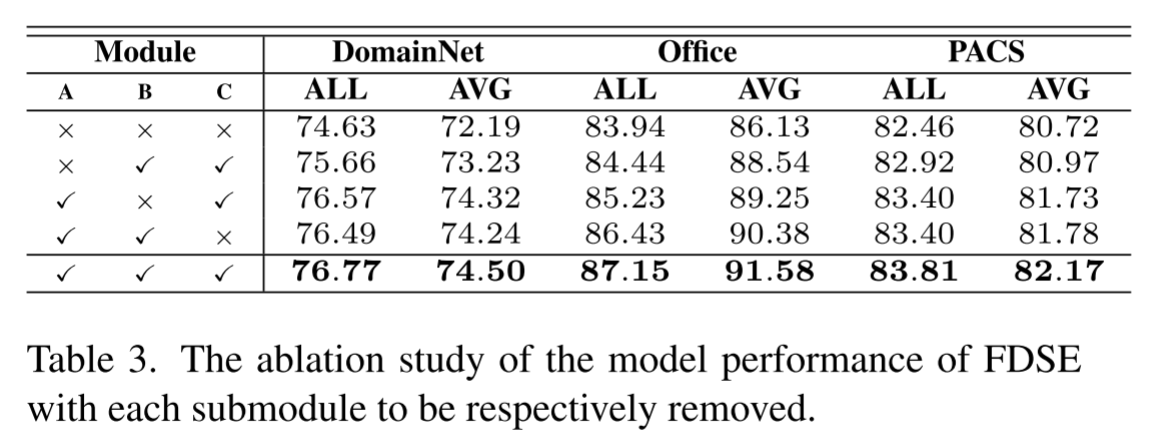 Module DomainNet Office PACS
A B C ALL AVG ALL AVG ALL AVG
× × × 74.63 72.19 83.94 86.13 82.46 80.72
× ✓ ✓ 75.66 73.23 84.44 88.54 82.92 80.97
✓ × ✓ 76.57 74.32 85.23 89.25 83.40 81.73
✓ ✓ × 76.49 74.24 86.43 90.38 83.40 81.78
✓ ✓ ✓ 76.77 74.50 87.15 91.58 83.81 82.17
Table 3. The ablation study of the model performance of FDSE
with each submodule to be respectively removed.